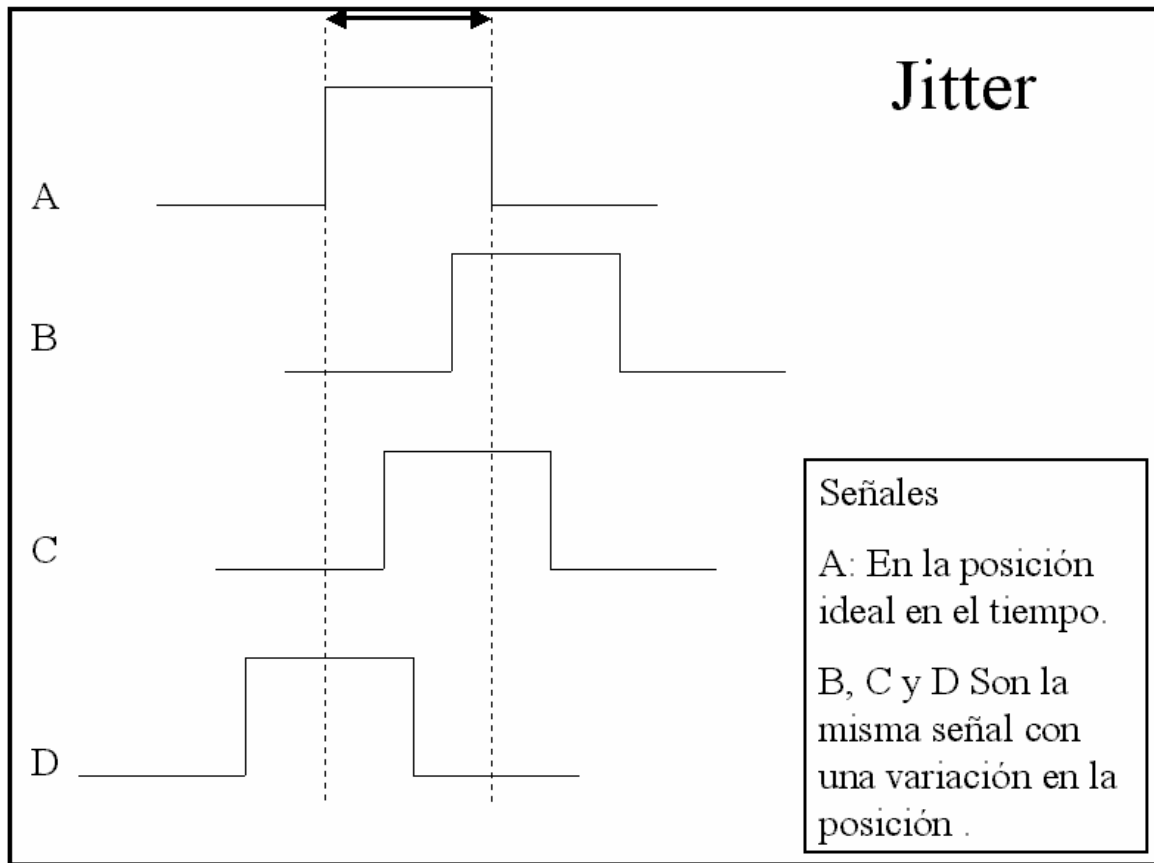 Jitter
A
B
C
D
Señales
A: En la posición
ideal en el tiempo.
B, C y D Son la
misma señal con
una variación en la
posición .